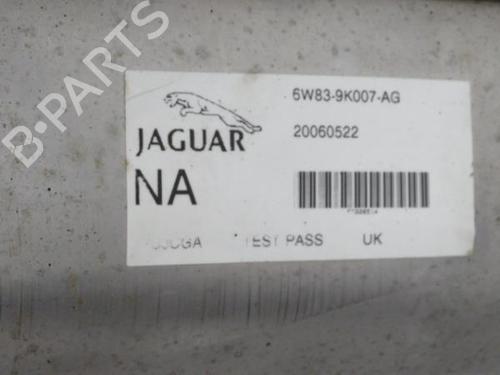 6W83-9K007-AG
JAGUAR
20060522
NA
TEST PASS UK
B-PARTS